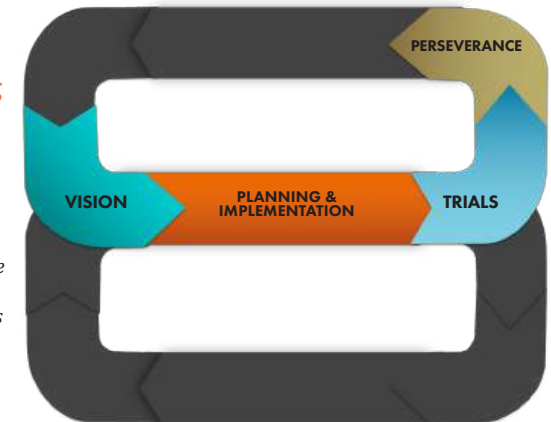 PERSEVERANCE
VISION
PLANNING &
IMPLEMENTATION
TRIALS
e
s